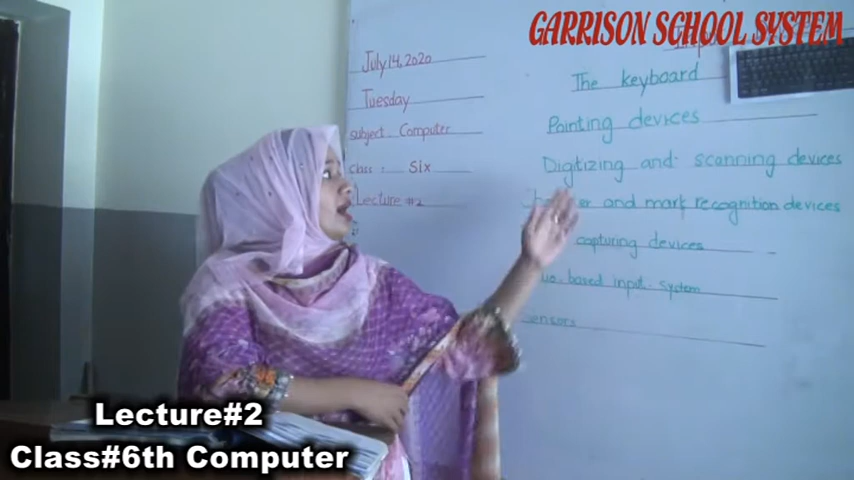 GARRISON SCHOOL SYSTEM
July 14, 2020
Tuesday
subject Computer
class Six
Lecture #2
The keyboard
Pointing devices
Digitizing and scanning devices
and mark recognition devices
capturing devices
based input system
sensors
Lecture#2
Class#6th Computer